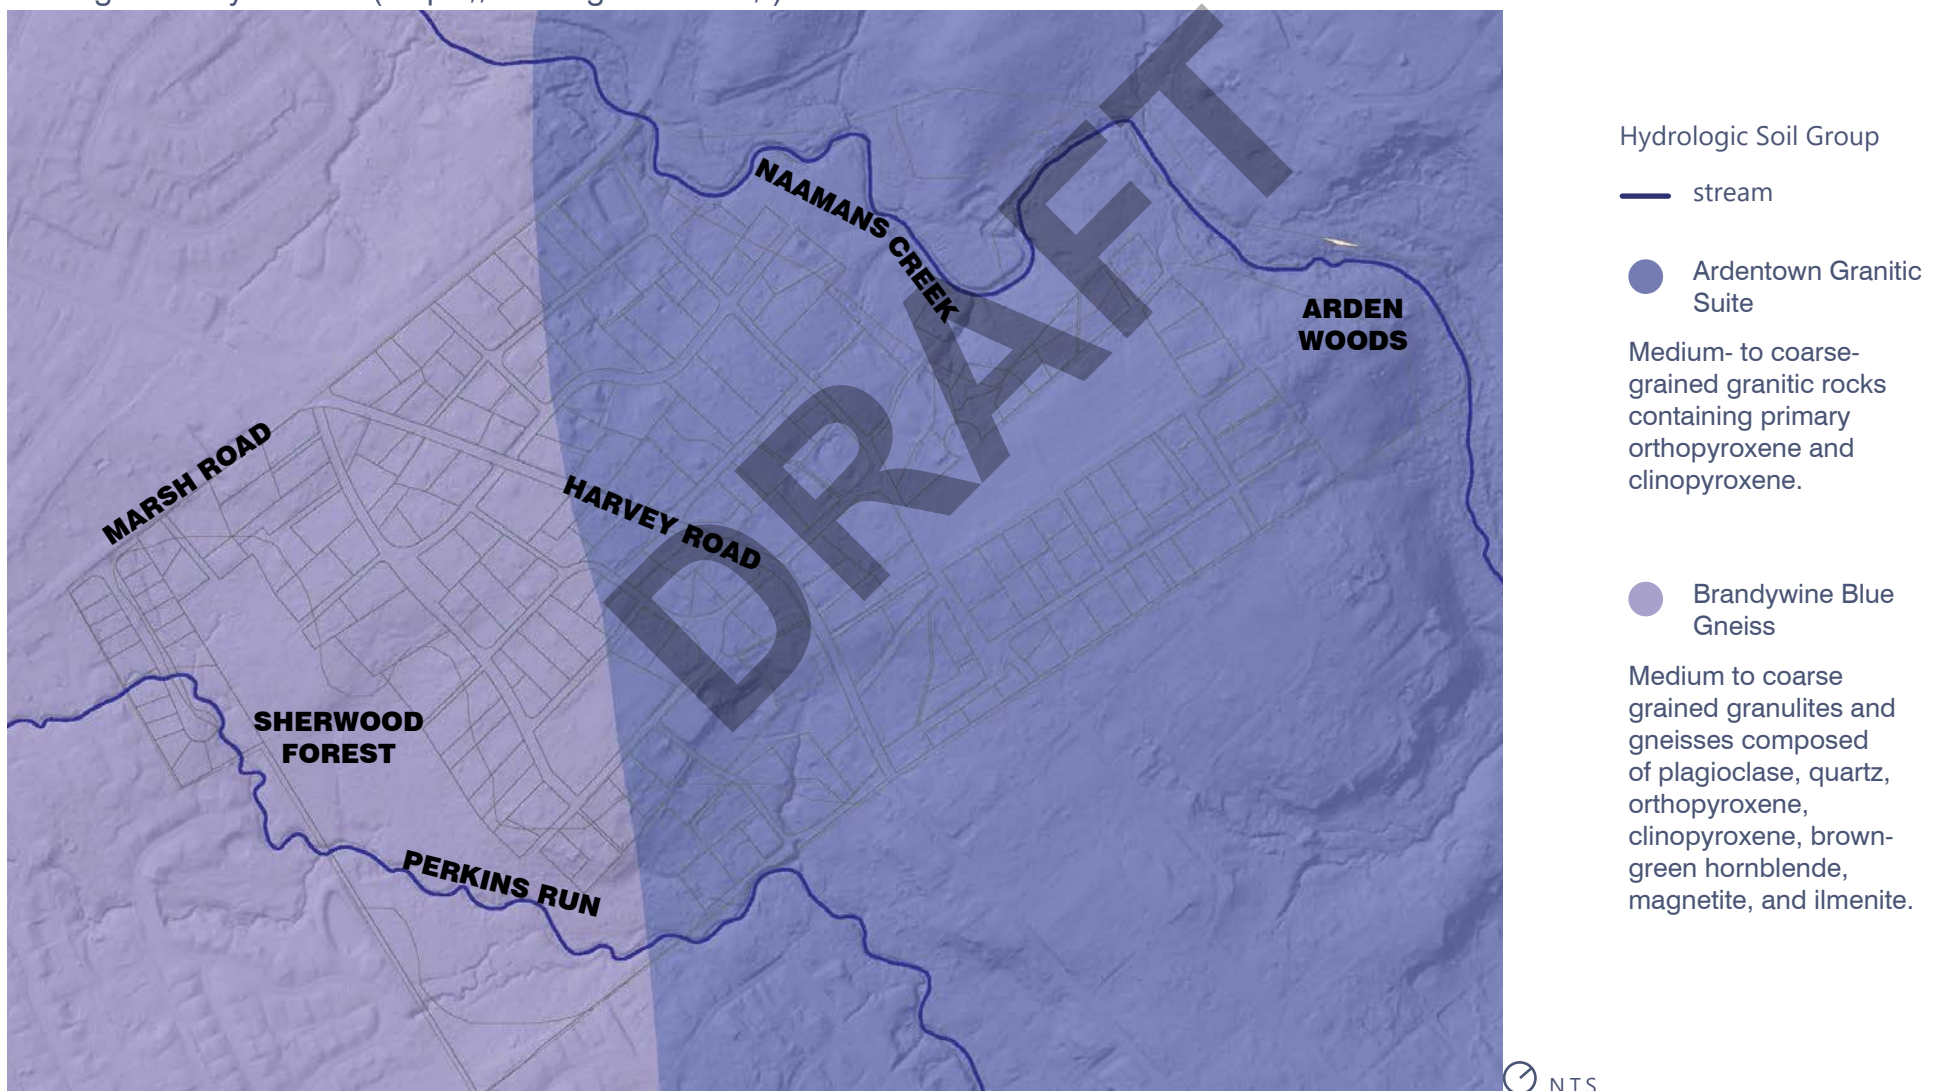 NAAMANS CREEK
ARDEN
WOODS
MARSH ROAD
HARVEY ROAD
SHERWOOD
FOREST
PERKINS RUN
DRAFT
Hydrologic Soil Group
stream
Ardentown Granitic
Suite
Medium- to coarse-
grained granitic rocks
containing primary
orthopyroxene and
clinopyroxene.
Brandywine Blue
Gneiss
Medium to coarse
grained granulites and
gneisses composed
of plagioclase, quartz,
orthopyroxene,
clinopyroxene, brown-
green hornblende,
magnetite, and ilmenite.
NTS